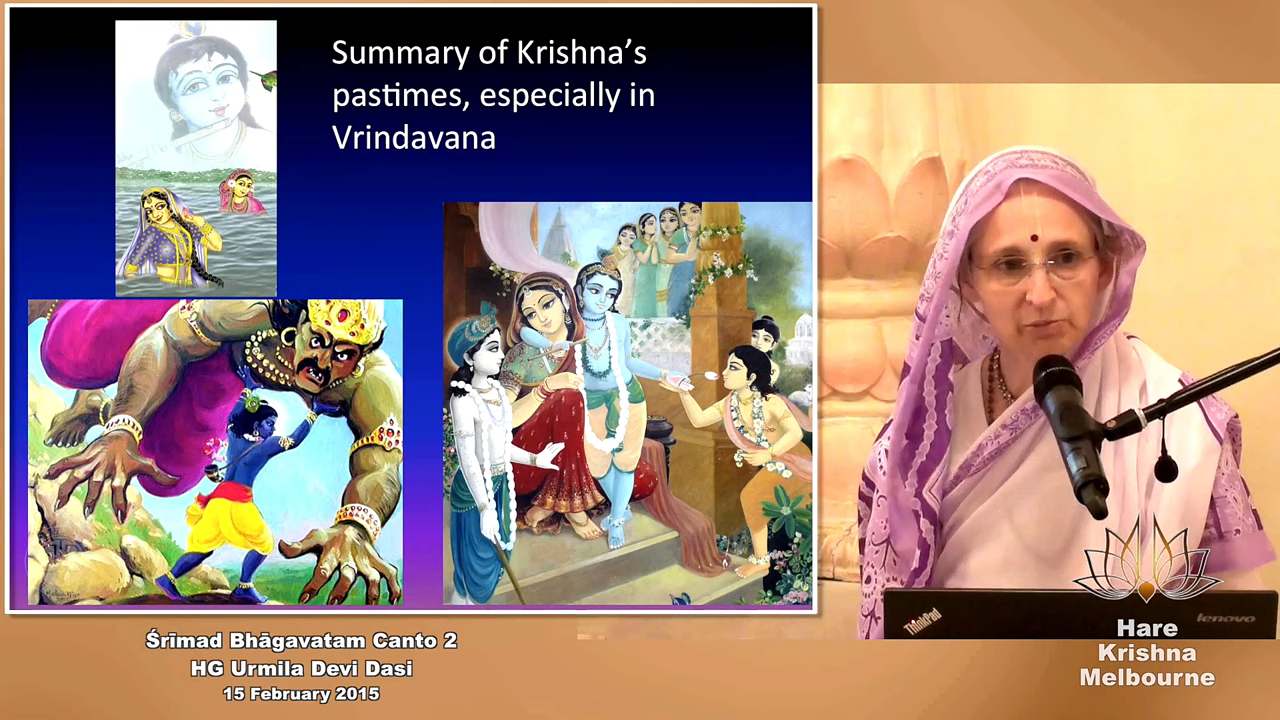 Summary of Krishna's
pastimes, especially in
Vrindavana
Śrīmad Bhāgavatam Canto 2
HG Urmila Devi Dasi
15 February 2015
ThinkPad
lenovo
Hare
Krishna
Melbourne